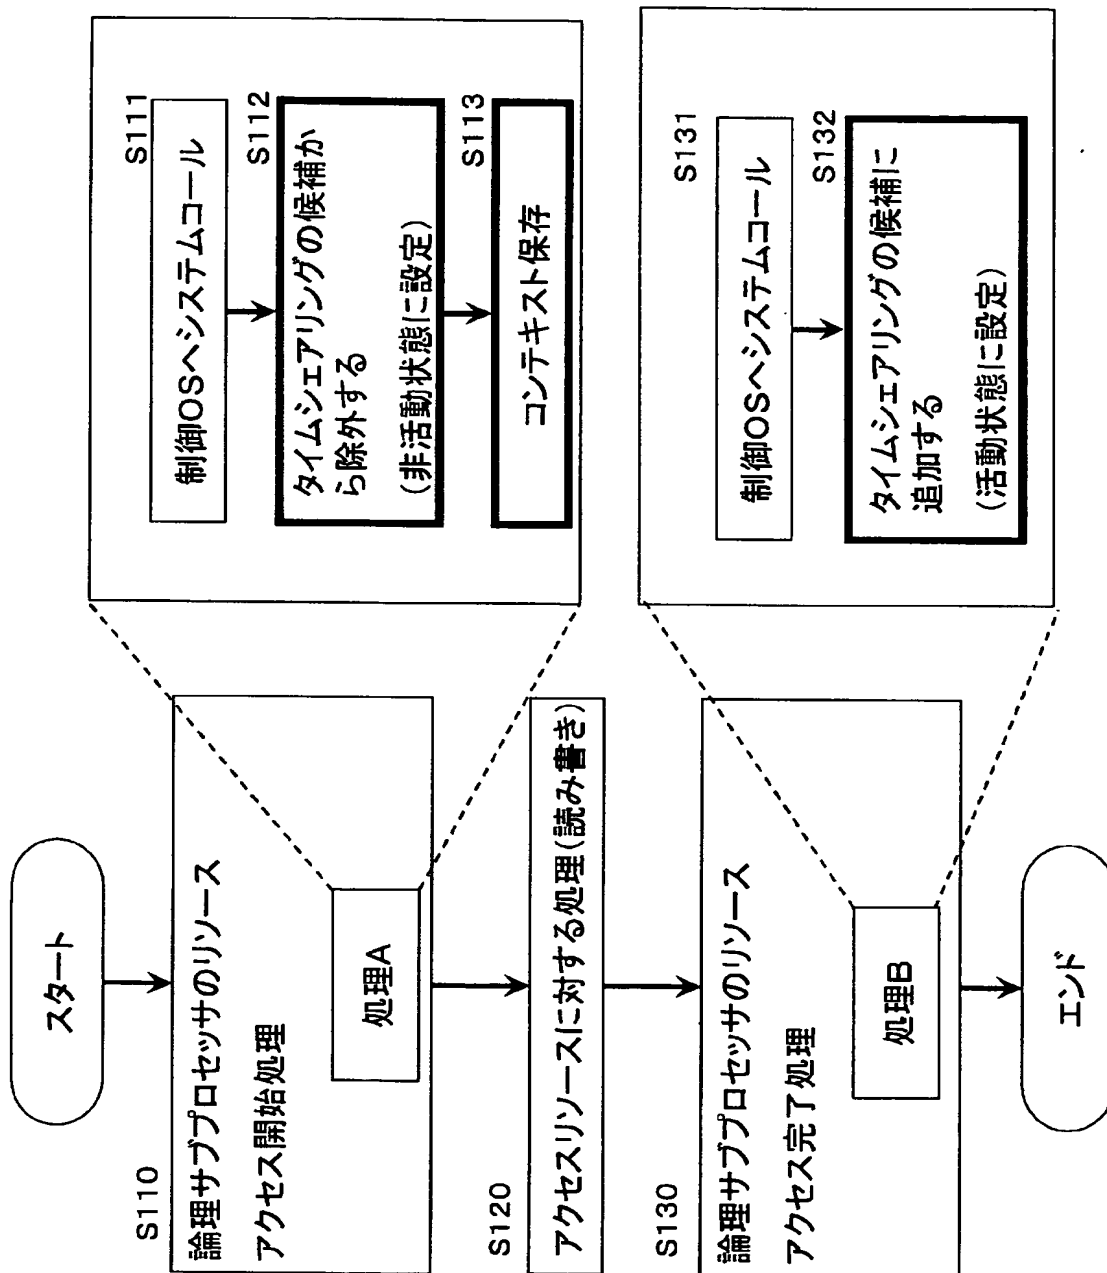 スタート
S110
論理サブプロセッサのリソース
アクセス開始処理
処理A
S120
アクセスリソースに対する処理(読み書き)
S130
論理サブプロセッサのリソース
アクセス完了処理
処理B
エンド
S111
制御OSへシステムコール
S112
タイムシェアリングの候補か
ら除外する
(非活動状態に設定)
S113
コンテキスト保存
S131
制御OSへシステムコール
S132
タイムシェアリングの候補に
追加する
(活動状態に設定)